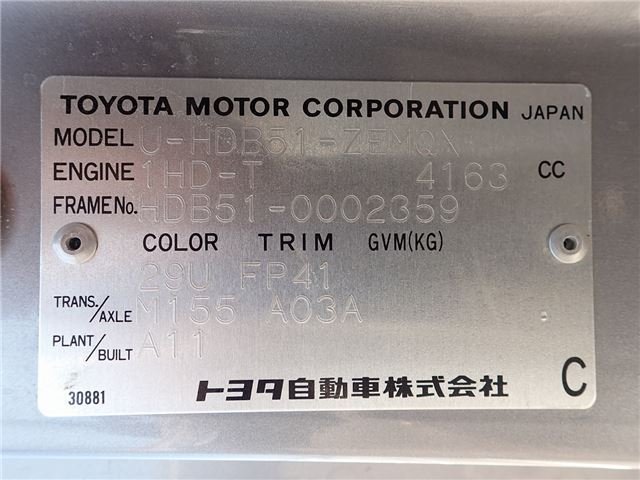 TOYOTA MOTOR CORPORATION JAPAN
MODEL U-HDB51-ZEMQX
ENGINE 1HD-T 4163 CC
FRAME No. HDB51-0002359
COLOR TRIM GVM(KG)
29U FP41
TRANS./AXLE M155 A03A
PLANT/BUILT A11
30881 トヨタ自動車株式会社 C